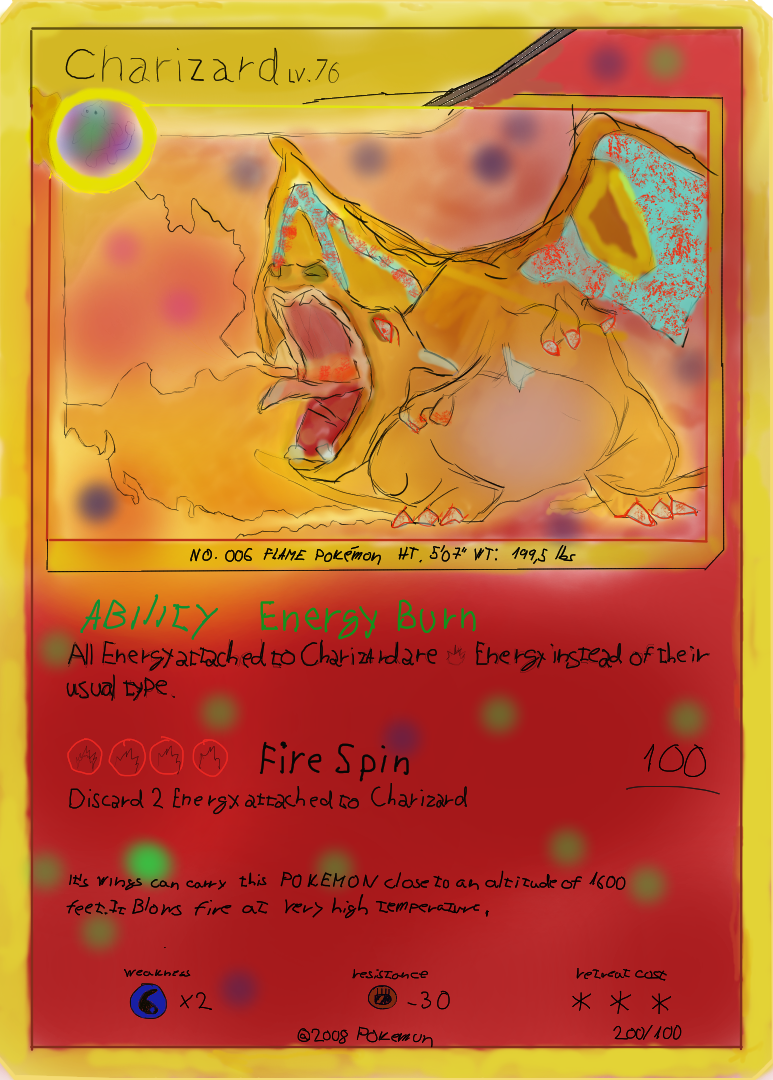 Charizard LV.76
NO. 006 FLAME POKémon HT. 5'07" WT: 199,5 lbs
ABILITY Energy Burn
All Energy attached to Charizard are Energy instead of their
usual type.
Fire Spin 100
Discard 2 Energy attached to Charizard
It's wings can carry this POKEMON close to an altitude of 1600
feet. It Blows fire at very high temperature.
weakness resistance retreat cost
x2 -30 * * *
©2008 POKemon 200/100